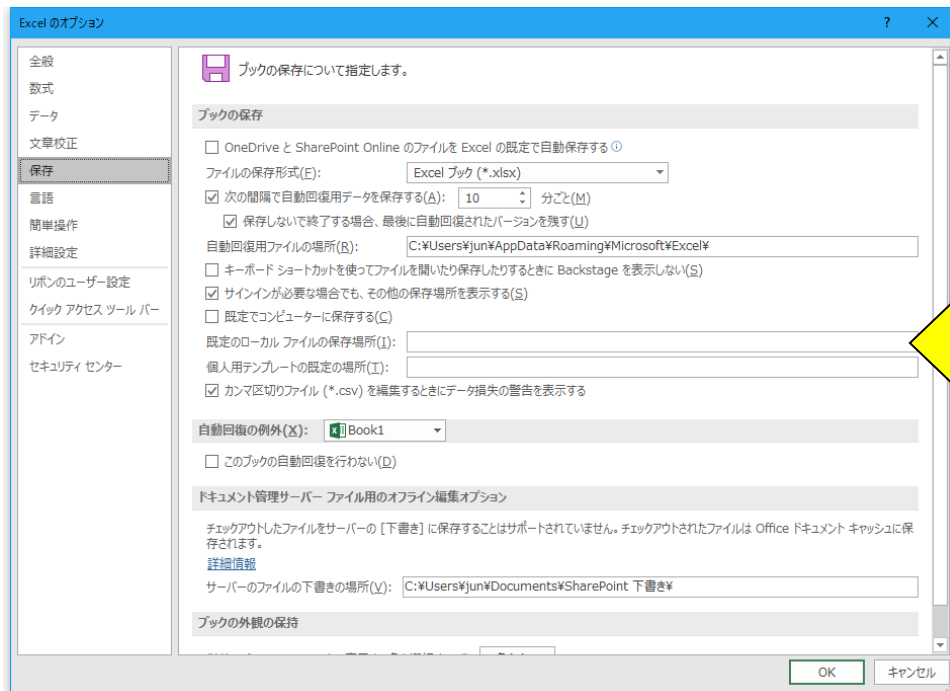 Excel のオプション
?
×
全般
数式
データ
文章校正
保存
言語
簡単操作
詳細設定
リボンのユーザー設定
クイック アクセス ツール バー
アドイン
セキュリティ センター
ブックの保存について指定します。
ブックの保存
OneDrive と SharePoint Online のファイルを Excel の既定で自動保存する
ファイルの保存形式(F): Excel ブック (*.xlsx)
次の間隔で自動回復用データを保存する(A): 10 分ごと(M)
保存しないで終了する場合、最後に自動回復されたバージョンを残す(U)
自動回復用ファイルの場所(R): C:¥Users¥jun¥AppData¥Roaming¥Microsoft¥Excel¥
キーボード ショートカットを使ってファイルを開いたり保存したりするときに Backstage を表示しない(S)
サインインが必要な場合でも、その他の保存場所を表示する(S)
既定でコンピューターに保存する(C)
既定のローカル ファイルの保存場所(I):
個人用テンプレートの既定の場所(T):
カンマ区切りファイル (*.csv) を編集するときにデータ損失の警告を表示する
自動回復の例外(X): Book1
このブックの自動回復を行わない(D)
ドキュメント管理サーバー ファイル用のオフライン編集オプション
チェックアウトしたファイルをサーバーの [下書き] に保存することはサポートされていません。チェックアウトされたファイルは Office ドキュメント キャッシュに保
存されます。
詳細情報
サーバーのファイルの下書きの場所(V): C:¥Users¥jun¥Documents¥SharePoint 下書き¥
ブックの外観の保持
OK
キャンセル